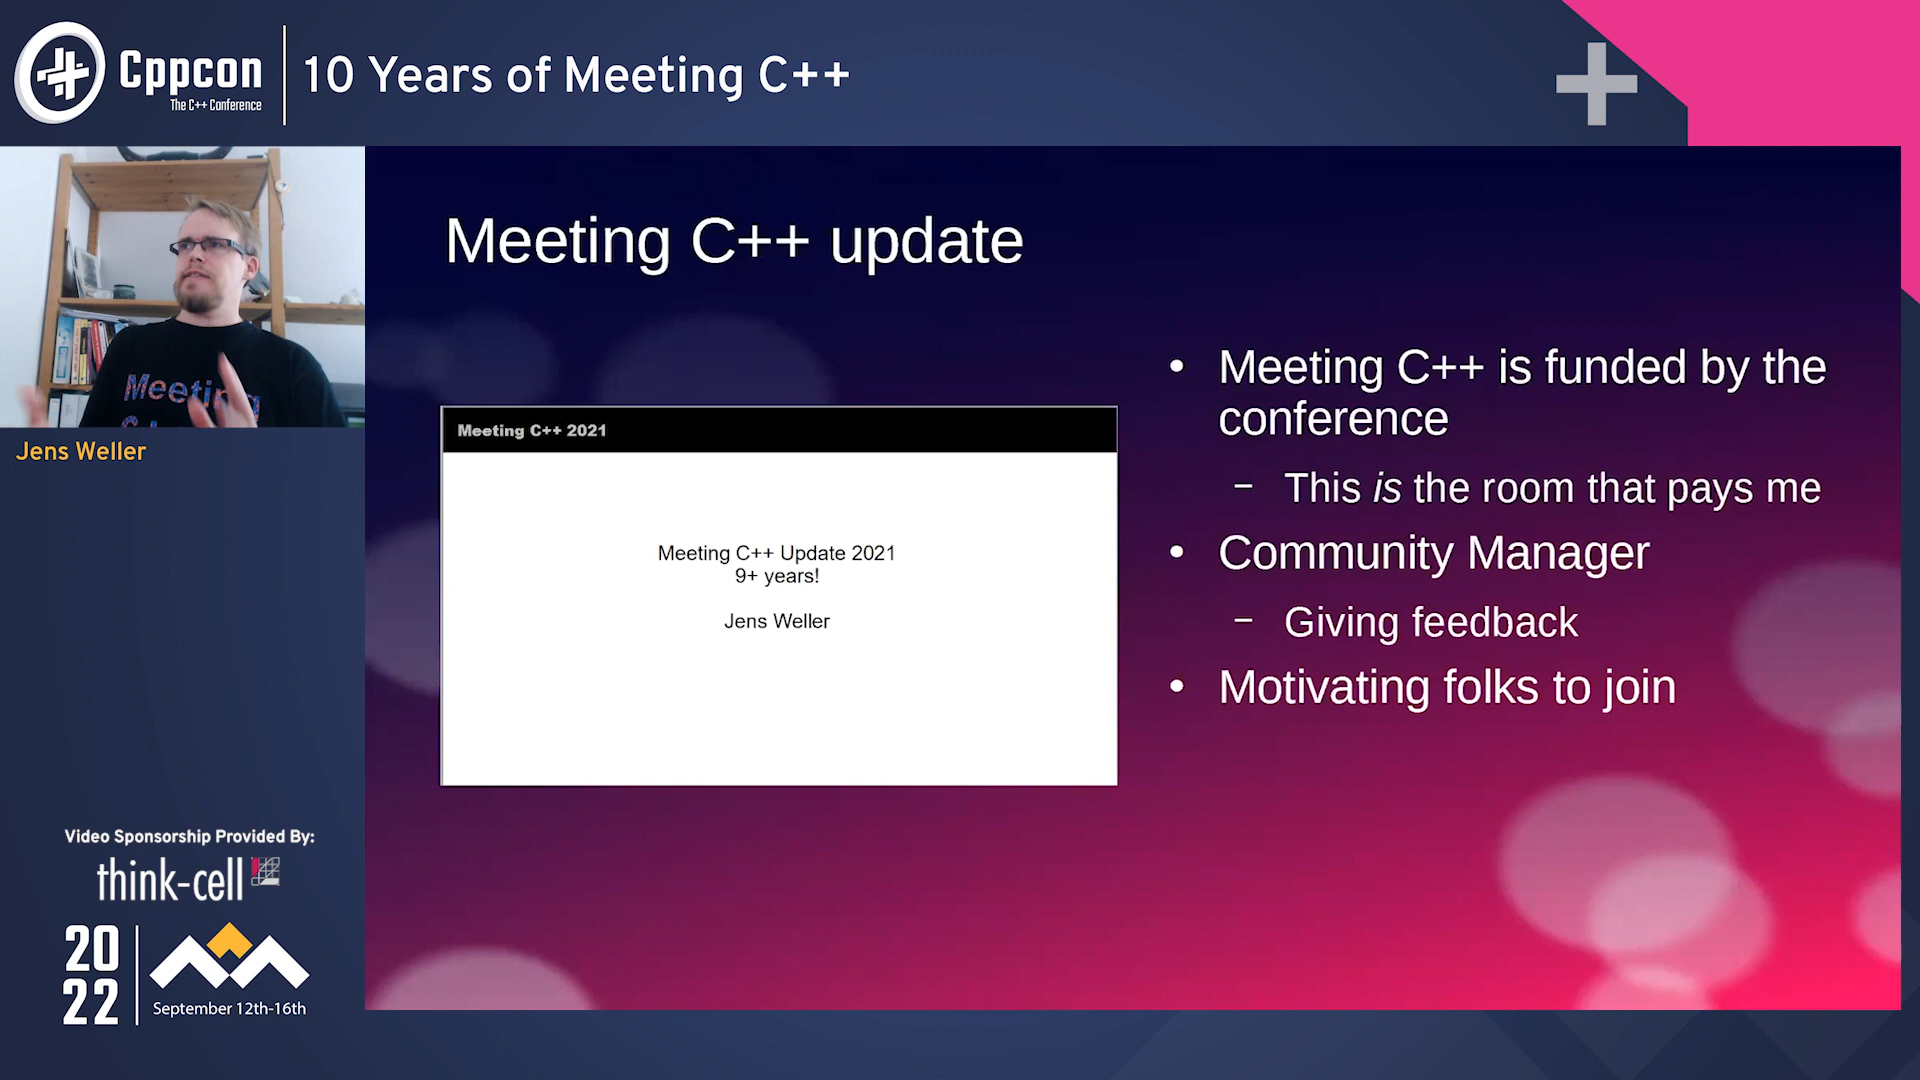 Cppcon
The C++ Conference
10 Years of Meeting C++
Meeting
Jens Weller
Video Sponsorship Provided By:
think-cell
20
22
September 12th-16th
Meeting C++ update
Meeting C++ 2021
Meeting C++ Update 2021
9+ years!
Jens Weller
• Meeting C++ is funded by the
conference
– This is the room that pays me
• Community Manager
– Giving feedback
• Motivating folks to join